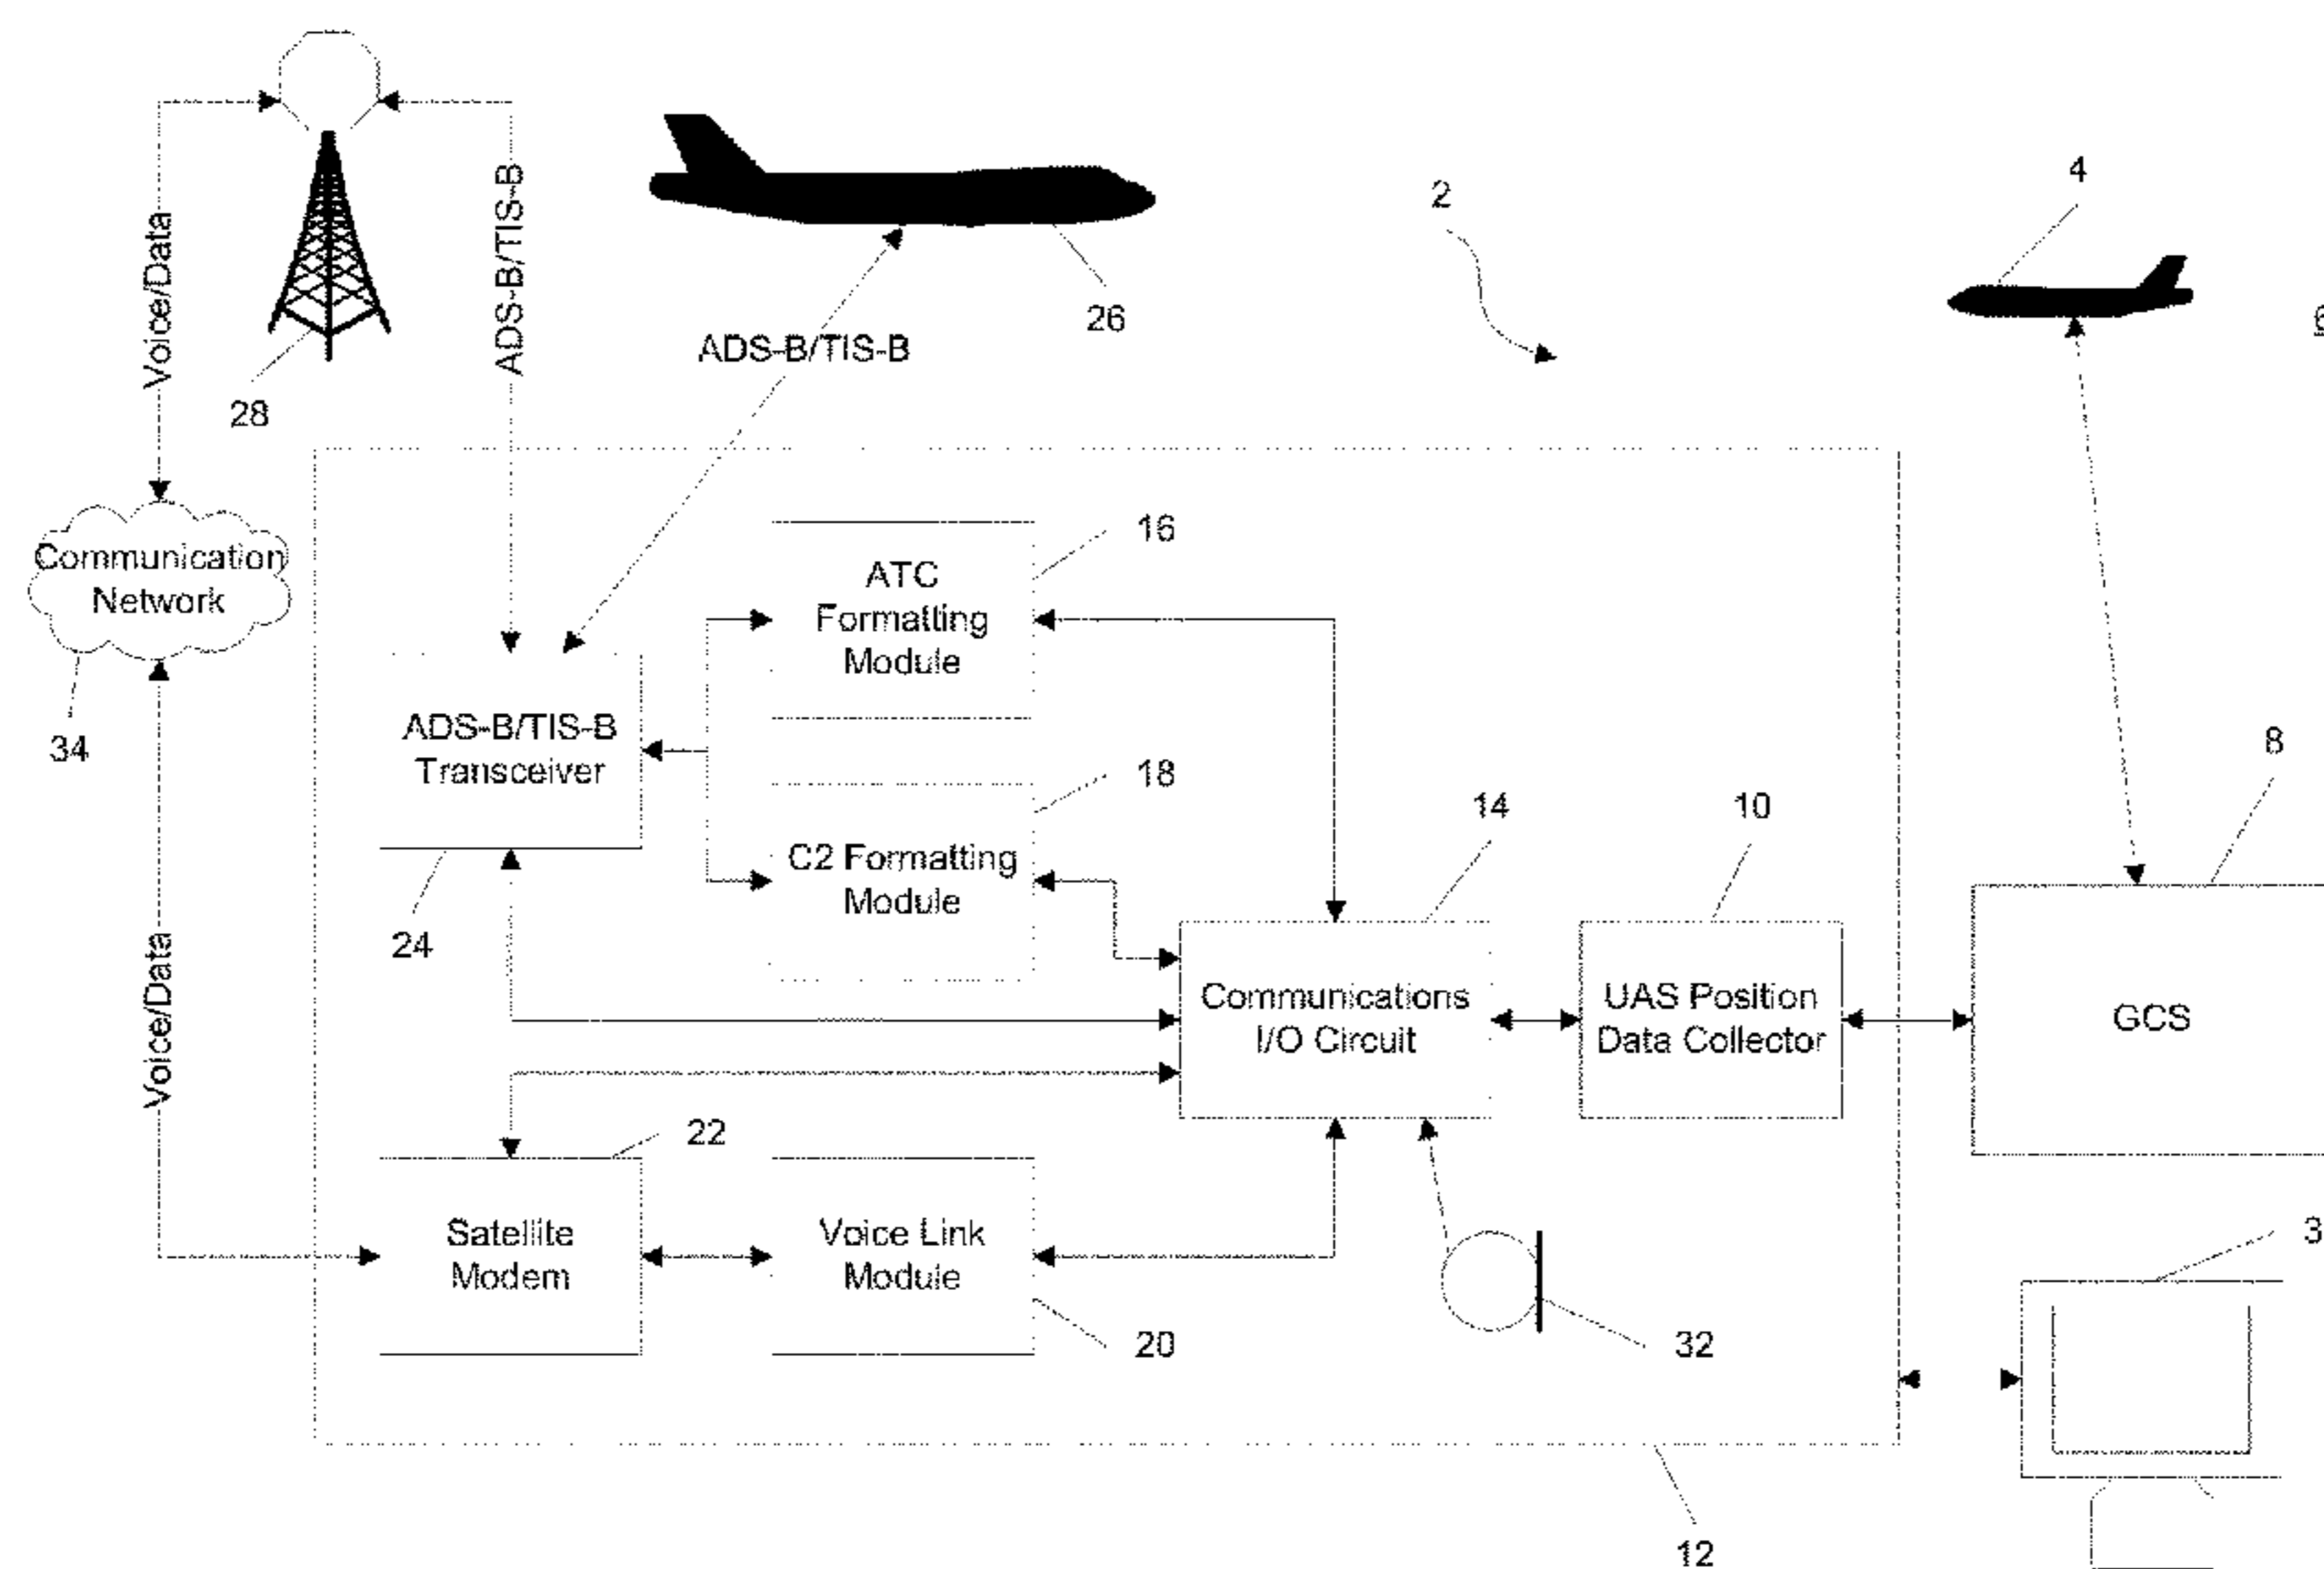 4
2
Voice/Data
ADS-B/TIS-B
26
ADS-B/TIS-B
28
16
Communication
Network
ATC
Formatting
Module
34
ADS-B/TIS-B
Transceiver
8
18
14
10
C2 Formatting
Module
24
Communications
I/O Circuit
UAS Position
Data Collector
GCS
Voice/Data
22
Satellite
Modem
Voice Link
Module
3
20
32
12